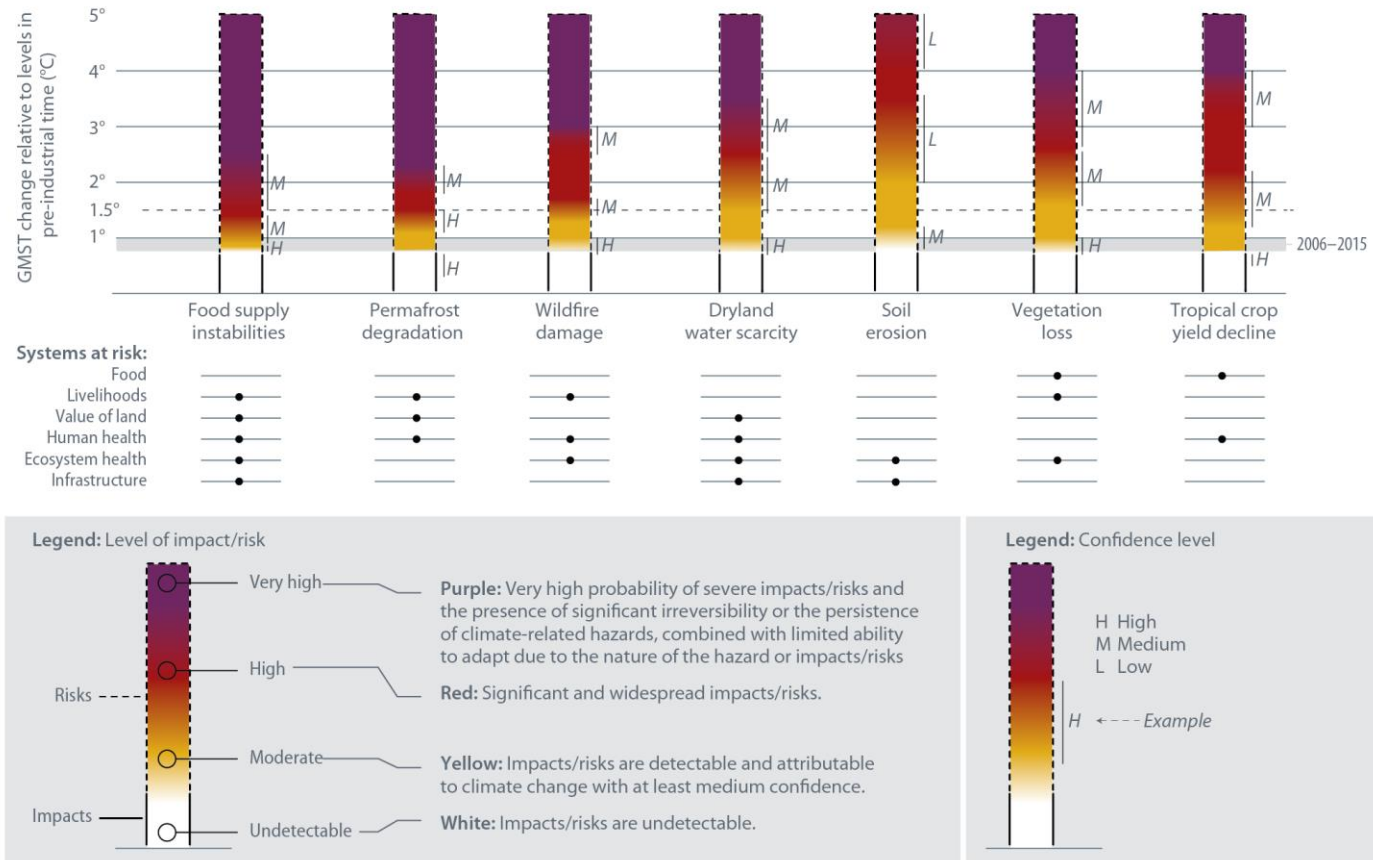 GMST change relative to levels in
pre-industrial time (°C)
5°
4°
3°
2°
1.5°
1°
M
M
H
M
H
H
M
M
H
M
M
H
L
L
M
M
M
H
M
M
H
2006–2015
Food supply
instabilities
Permafrost
degradation
Wildfire
damage
Dryland
water scarcity
Soil
erosion
Vegetation
loss
Tropical crop
yield decline
Systems at risk:
Food
Livelihoods
Value of land
Human health
Ecosystem health
Infrastructure
Legend: Level of impact/risk
Very high
High
Moderate
Undetectable
Risks
Impacts
Purple: Very high probability of severe impacts/risks and
the presence of significant irreversibility or the persistence
of climate-related hazards, combined with limited ability
to adapt due to the nature of the hazard or impacts/risks
Red: Significant and widespread impacts/risks.
Yellow: Impacts/risks are detectable and attributable
to climate change with at least medium confidence.
White: Impacts/risks are undetectable.
Legend: Confidence level
H High
M Medium
L Low
H
Example